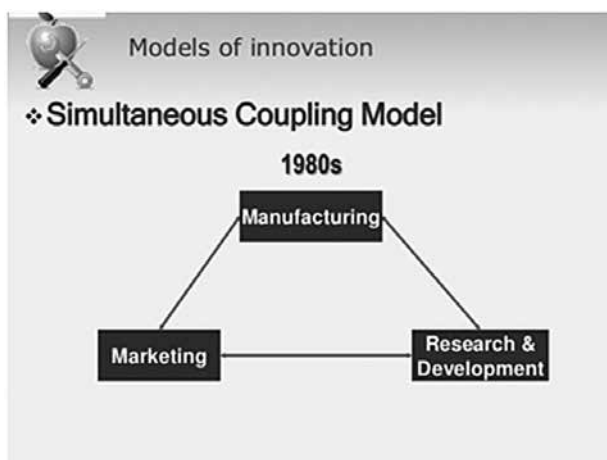 Models of innovation
❖Simultaneous Coupling Model
1980s
Manufacturing
Marketing
Research &
Development